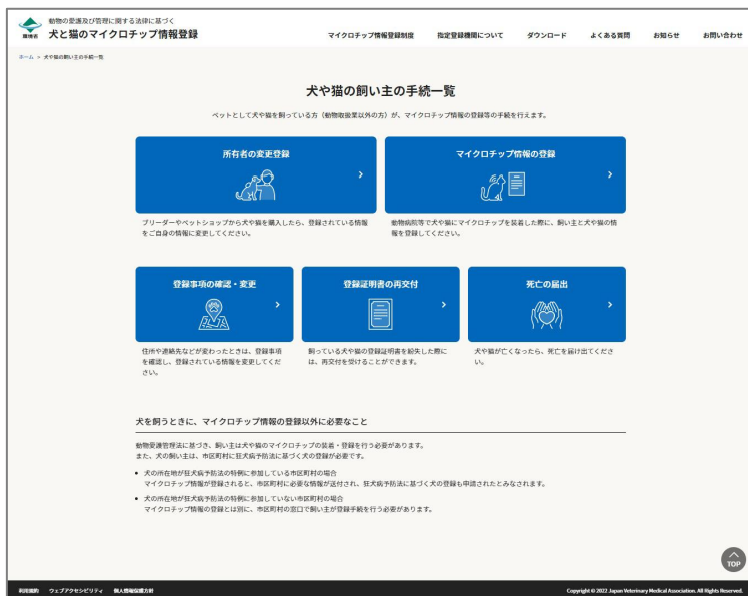 動物の愛護及び管理に関する法律に基づく
犬と猫のマイクロチップ情報登録
環境省
マイクロチップ情報登録制度
指定登録機関について
ダウンロード
よくある質問
お知らせ
お問い合わせ
ホーム > 犬や猫の飼い主の手続一覧
犬や猫の飼い主の手続一覧
ペットとして犬や猫を飼っている方（動物取扱業以外の方）が、マイクロチップ情報の登録等の手続を行えます。
所有者の変更登録
ブリーダーやペットショップから犬や猫を購入したら、登録されている情報
をご自身の情報に変更してください。
マイクロチップ情報の登録
動物病院等で犬や猫にマイクロチップを装着した際に、飼い主と犬や猫の情
報を登録してください。
登録事項の確認・変更
住所や連絡先などが変わったときは、登録事項
を確認し、登録されている情報を変更してくだ
さい。
登録証明書の再交付
飼っている犬や猫の登録証明書を紛失した際に
は、再交付を受けることができます。
死亡の届出
犬や猫が亡くなったら、死亡を届け出てくださ
い。
犬を飼うときに、マイクロチップ情報の登録以外に必要なこと
動物愛護管理法に基づき、飼い主は犬や猫のマイクロチップの装着・登録を行う必要があります。
また、犬の飼い主は、市区町村に狂犬病予防法に基づく犬の登録が必要です。
• 犬の所在地が狂犬病予防法の特例に参加している市区町村の場合
マイクロチップ情報が登録されると、市区町村に必要な情報が送付され、狂犬病予防法に基づく犬の登録も申請されたとみなされます。
• 犬の所在地が狂犬病予防法の特例に参加していない市区町村の場合
マイクロチップ情報の登録とは別に、市区町村の窓口で飼い主が登録手続を行う必要があります。
TOP
利用規約
ウェブアクセシビリティ
個人情報保護方針
Copyright © 2022 Japan Veterinary Medical Association. All Rights Reserved.